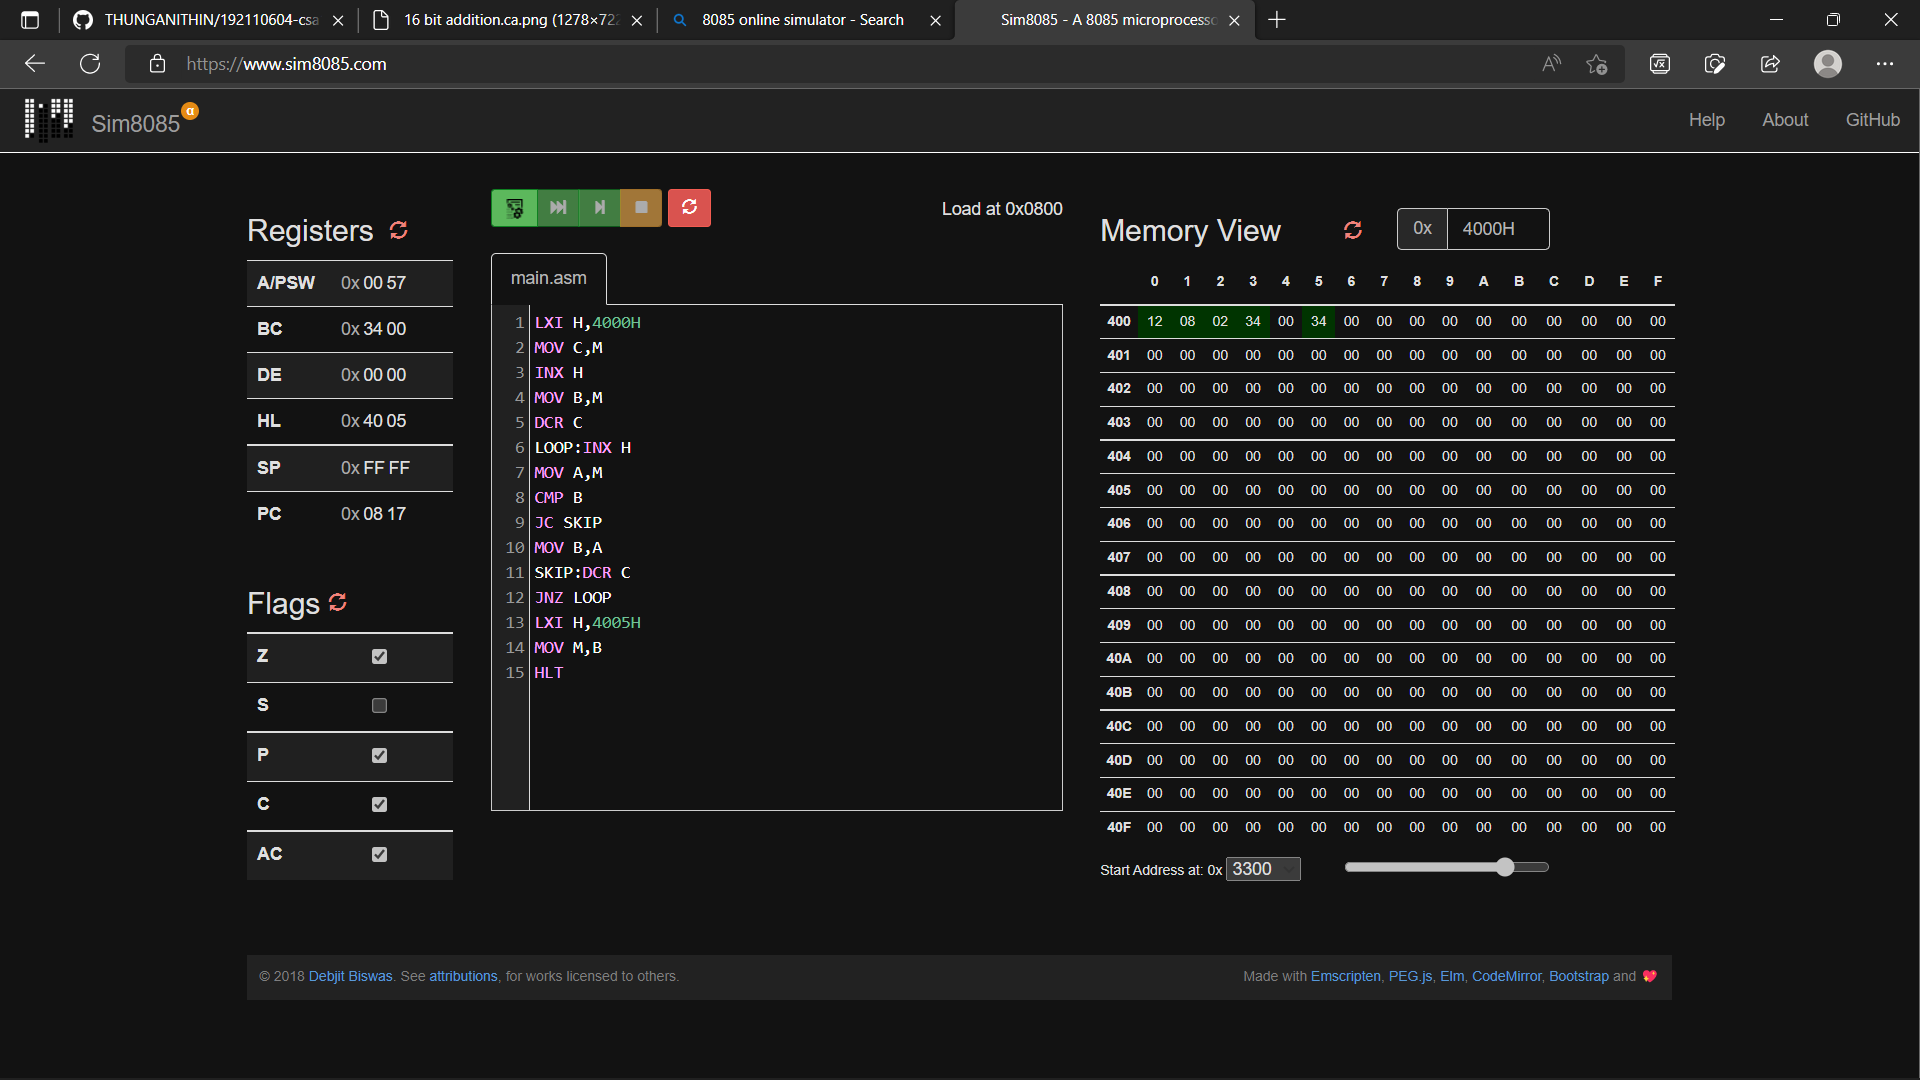 THUNGANITHIN/192110604-csa
16 bit addition.ca.png (1278×722
8085 online simulator - Search
Sim8085 - A 8085 microprocesso
https://www.sim8085.com
Sim8085 α
Help About GitHub
Registers
A/PSW 0x 00 57
BC 0x 34 00
DE 0x 00 00
HL 0x 40 05
SP 0x FF FF
PC 0x 08 17
Flags
Z
S
P
C
AC
Load at 0x0800
main.asm
1 LXI H,4000H
2 MOV C,M
3 INX H
4 MOV B,M
5 DCR C
6 LOOP:INX H
7 MOV A,M
8 CMP B
9 JC SKIP
10 MOV B,A
11 SKIP:DCR C
12 JNZ LOOP
13 LXI H,4005H
14 MOV M,B
15 HLT
Memory View 0x 4000H
0 1 2 3 4 5 6 7 8 9 A B C D E F
400 12 08 02 34 00 34 00 00 00 00 00 00 00 00 00 00
401 00 00 00 00 00 00 00 00 00 00 00 00 00 00 00 00
402 00 00 00 00 00 00 00 00 00 00 00 00 00 00 00 00
403 00 00 00 00 00 00 00 00 00 00 00 00 00 00 00 00
404 00 00 00 00 00 00 00 00 00 00 00 00 00 00 00 00
405 00 00 00 00 00 00 00 00 00 00 00 00 00 00 00 00
406 00 00 00 00 00 00 00 00 00 00 00 00 00 00 00 00
407 00 00 00 00 00 00 00 00 00 00 00 00 00 00 00 00
408 00 00 00 00 00 00 00 00 00 00 00 00 00 00 00 00
409 00 00 00 00 00 00 00 00 00 00 00 00 00 00 00 00
40A 00 00 00 00 00 00 00 00 00 00 00 00 00 00 00 00
40B 00 00 00 00 00 00 00 00 00 00 00 00 00 00 00 00
40C 00 00 00 00 00 00 00 00 00 00 00 00 00 00 00 00
40D 00 00 00 00 00 00 00 00 00 00 00 00 00 00 00 00
40E 00 00 00 00 00 00 00 00 00 00 00 00 00 00 00 00
40F 00 00 00 00 00 00 00 00 00 00 00 00 00 00 00 00
Start Address at: 0x 3300
© 2018 Debjit Biswas. See attributions, for works licensed to others.
Made with Emscripten, PEG.js, Elm, CodeMirror, Bootstrap and 💖